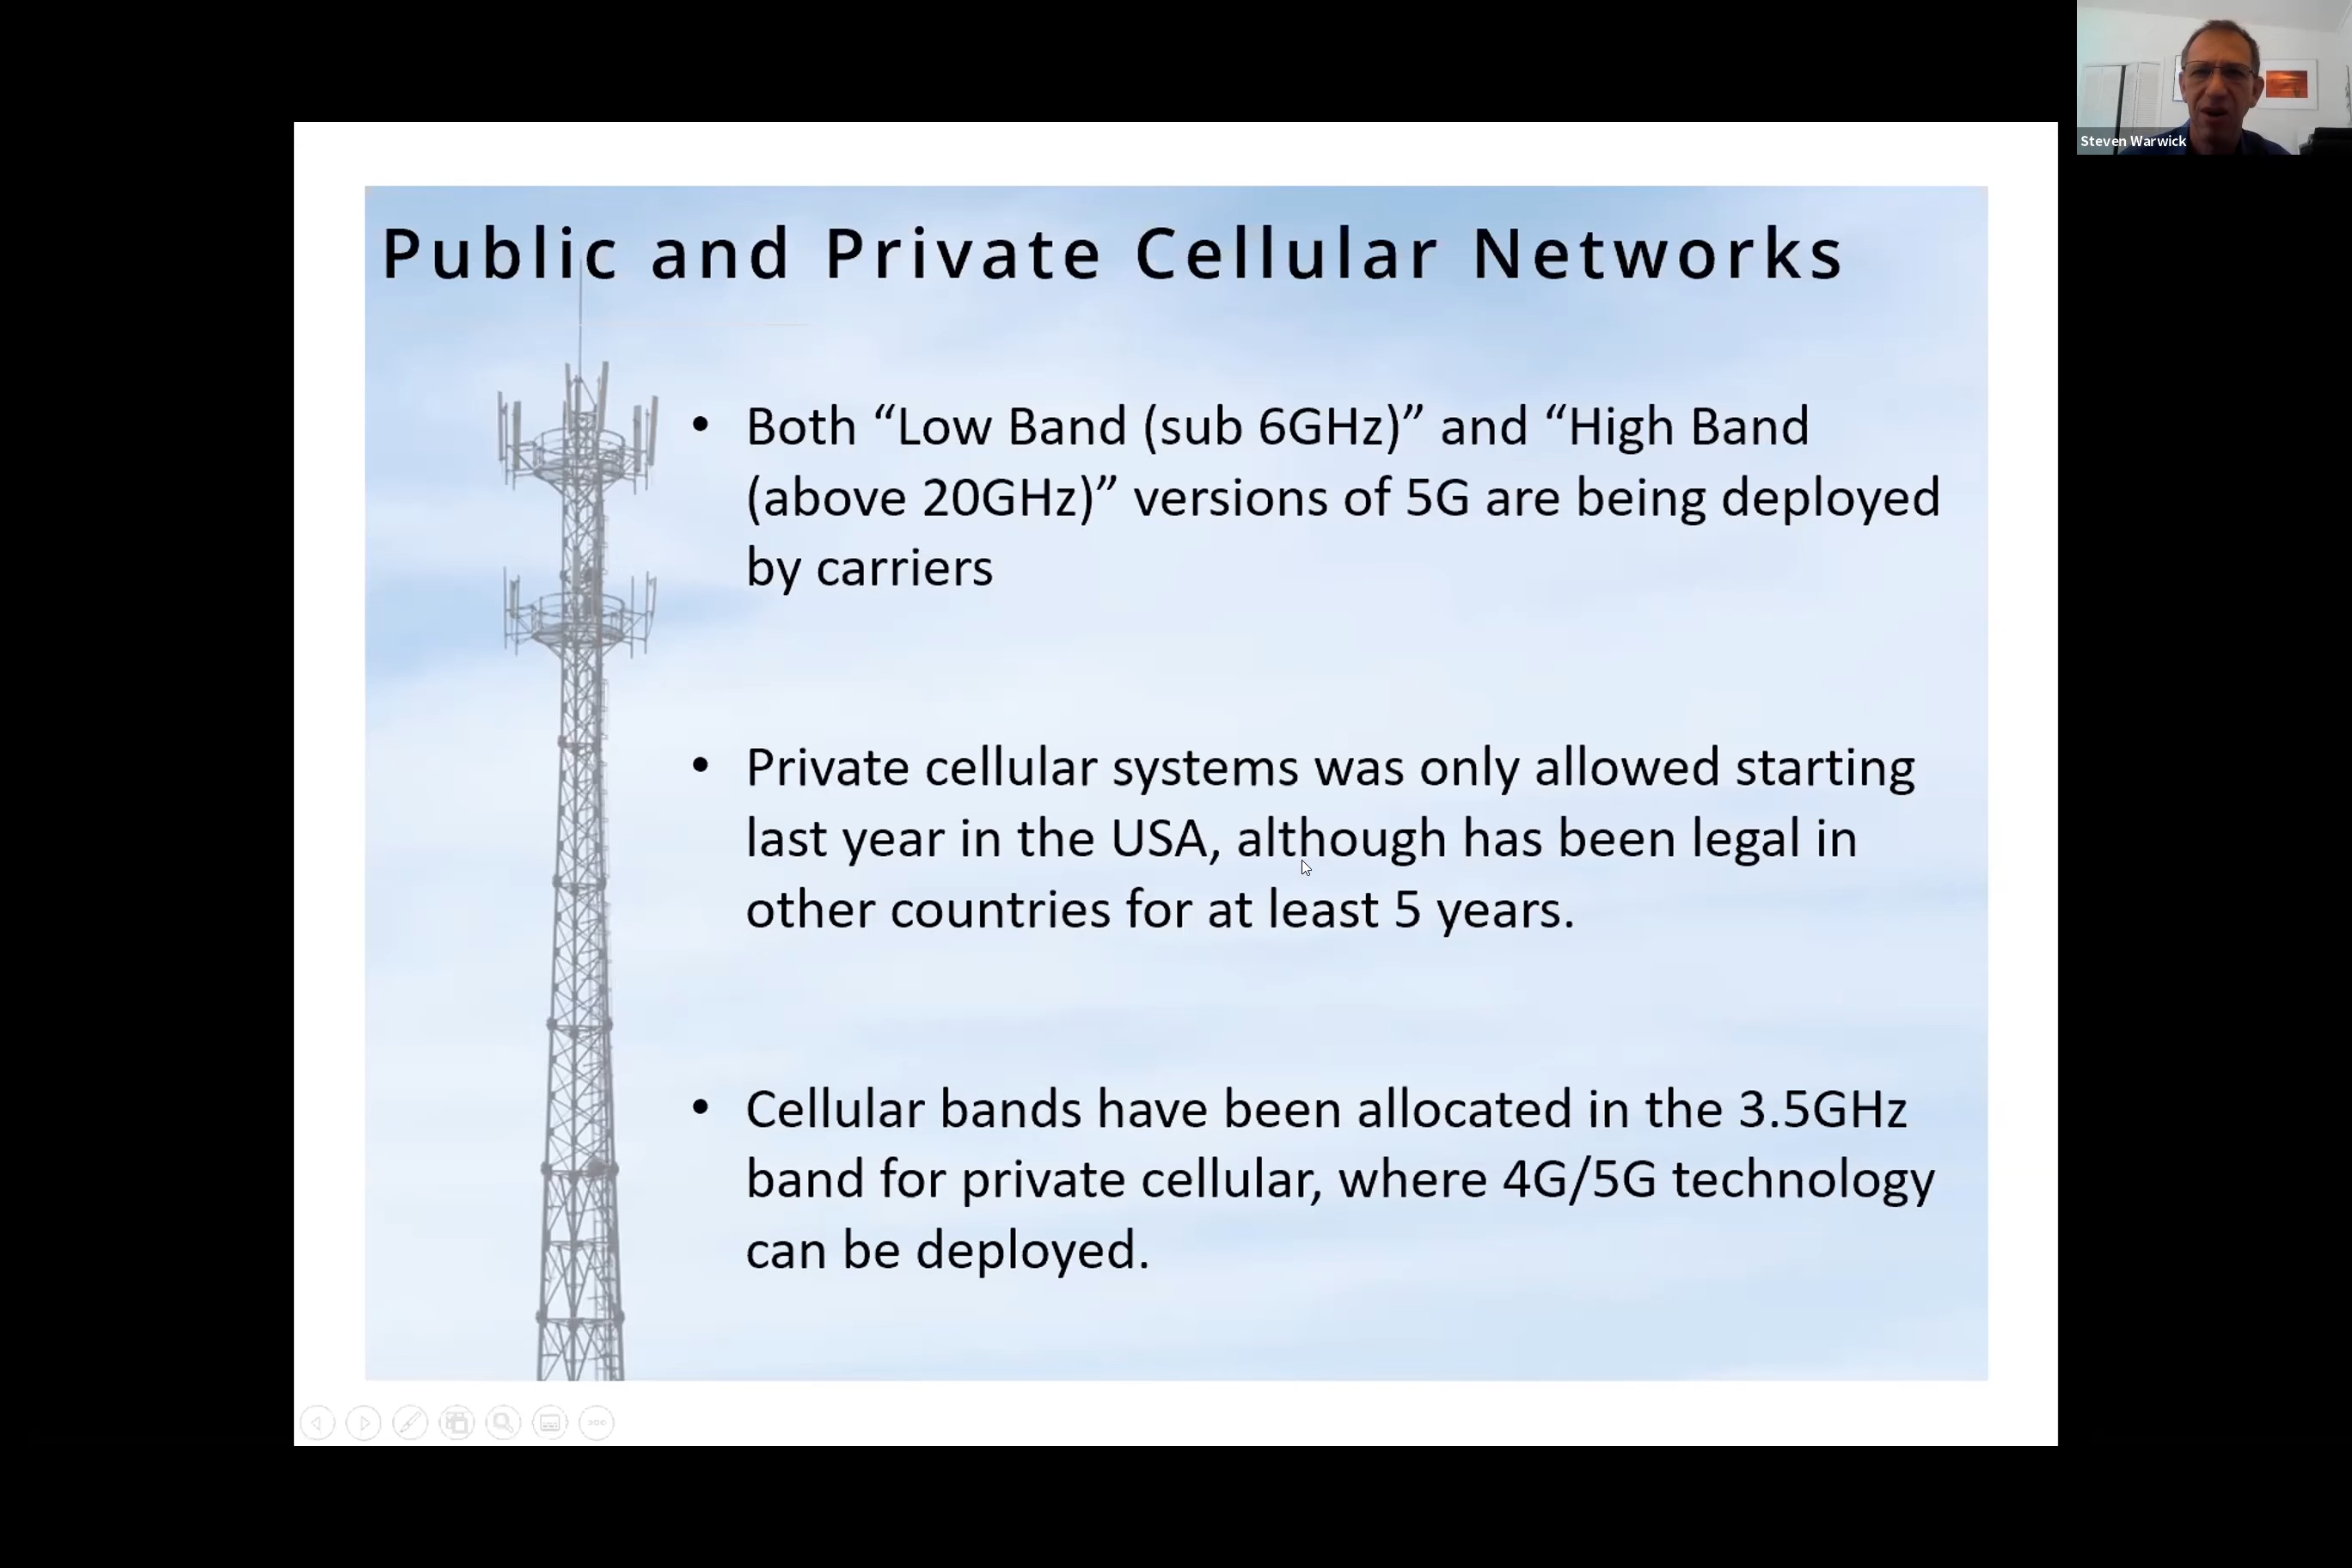 Steven Warwick
Public and Private Cellular Networks
• Both “Low Band (sub 6GHz)” and “High Band
(above 20GHz)” versions of 5G are being deployed
by carriers
• Private cellular systems was only allowed starting
last year in the USA, although has been legal in
other countries for at least 5 years.
• Cellular bands have been allocated in the 3.5GHz
band for private cellular, where 4G/5G technology
can be deployed.